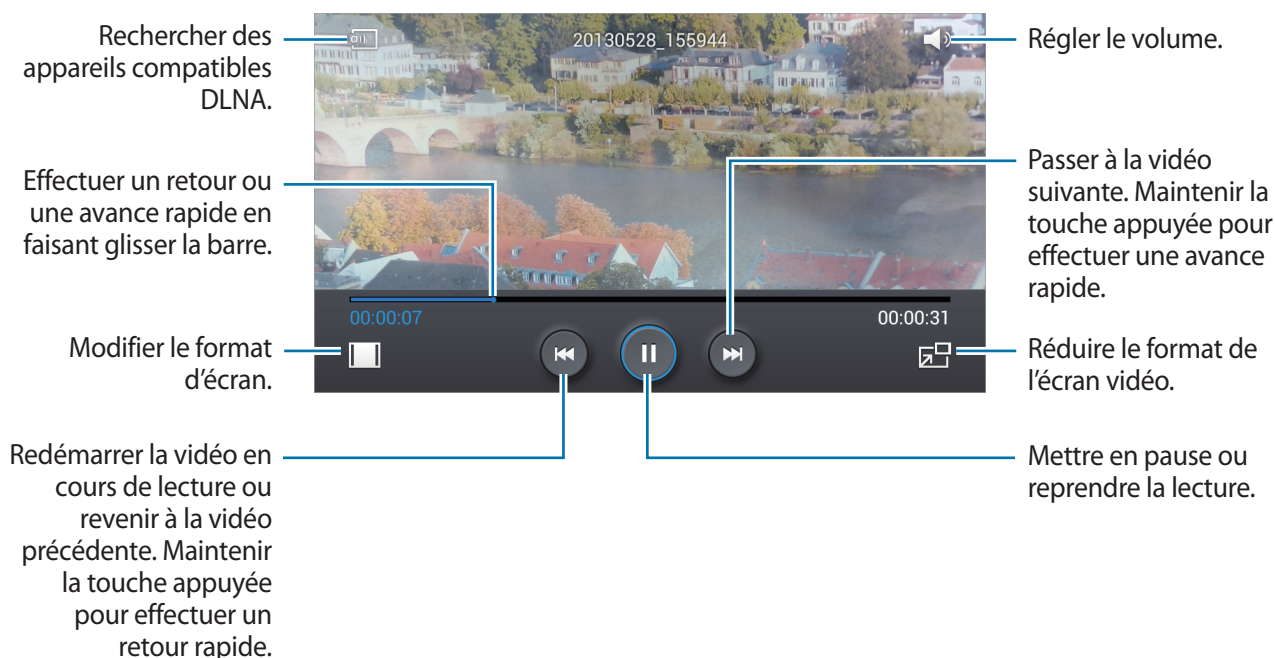 Rechercher des
appareils compatibles
DLNA.
Effectuer un retour ou
une avance rapide en
faisant glisser la barre.
Modifier le format
d'écran.
Redémarrer la vidéo en
cours de lecture ou
revenir à la vidéo
précédente. Maintenir
la touche appuyée
pour effectuer un
retour rapide.
20130528_155944
00:00:07
00:00:31
Régler le volume.
Passer à la vidéo
suivante. Maintenir la
touche appuyée pour
effectuer une avance
rapide.
Réduire le format de
l'écran vidéo.
Mettre en pause ou
reprendre la lecture.